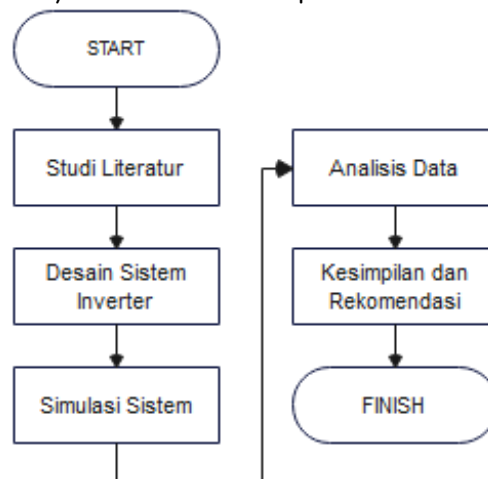 START
Studi Literatur
Desain Sistem
Inverter
Simulasi Sistem
Analisis Data
Kesimpilan dan
Rekomendasi
FINISH